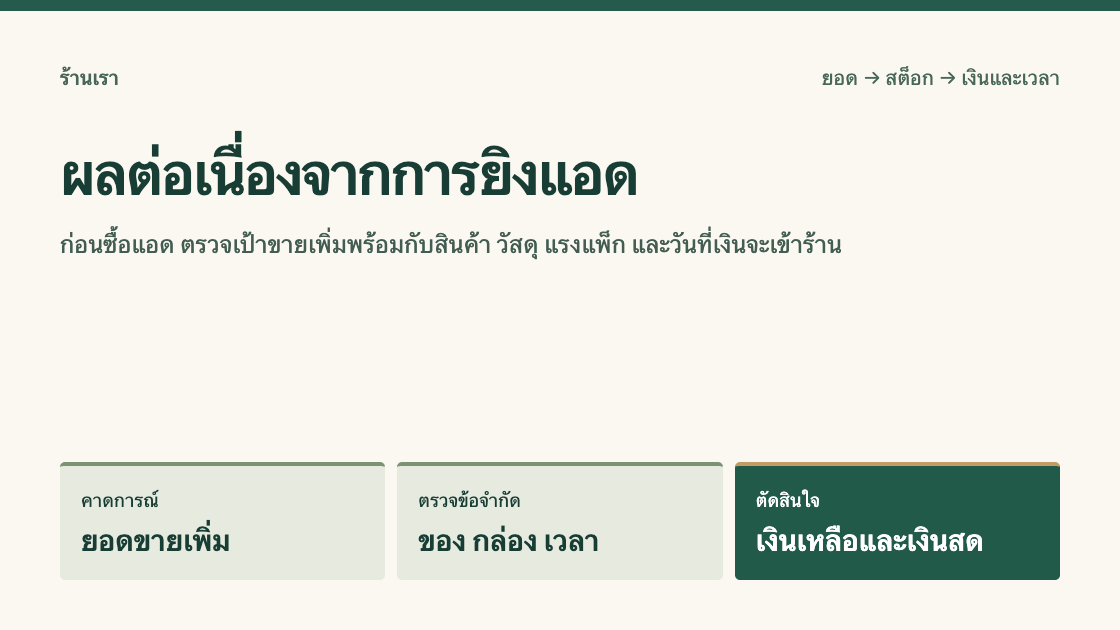 ร้านเรา
ยอด → สต็อก → เงินและเวลา
ผลต่อเนื่องจากการยิงแอด
ก่อนซื้อแอด ตรวจเป้าขายเพิ่มพร้อมกับสินค้า วัสดุ แรงแพ็ก และวันที่เงินจะเข้าร้าน
คาดการณ์
ยอดขายเพิ่ม
ตรวจข้อจำกัด
ของ กล่อง เวลา
ตัดสินใจ
เงินเหลือและเงินสด